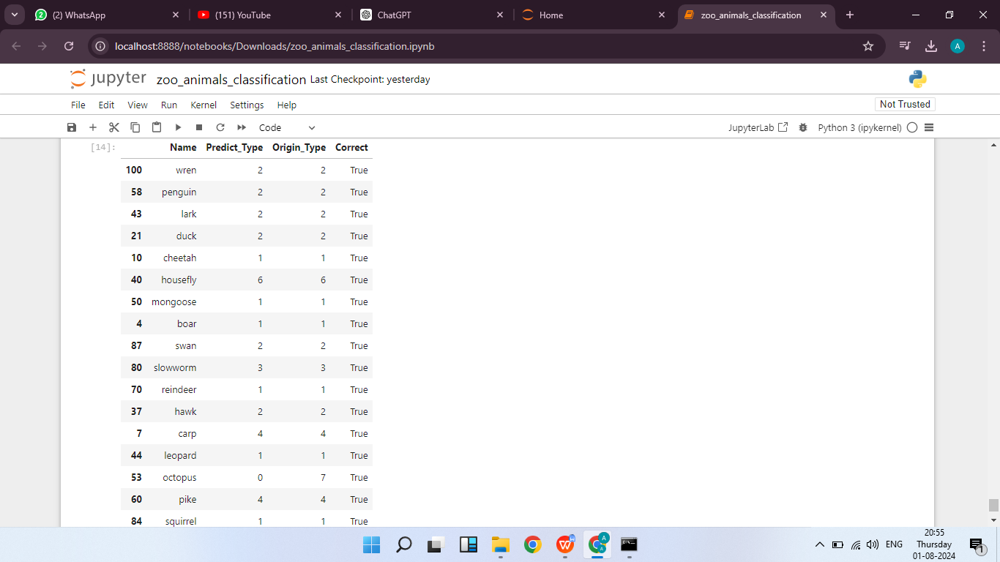 2 (2) WhatsApp (151) YouTube ChatGPT Home zoo_animals_classification
localhost:8888/notebooks/Downloads/zoo_animals_classification.ipynb A
jupyter zoo_animals_classification Last Checkpoint: yesterday
File Edit View Run Kernel Settings Help Not Trusted
Code JupyterLab Python 3 (ipykernel)
[14]: Name Predict_Type Origin_Type Correct
100 wren 2 2 True
58 penguin 2 2 True
43 lark 2 2 True
21 duck 2 2 True
10 cheetah 1 1 True
40 housefly 6 6 True
50 mongoose 1 1 True
4 boar 1 1 True
87 swan 2 2 True
80 slowworm 3 3 True
70 reindeer 1 1 True
37 hawk 2 2 True
7 carp 4 4 True
44 leopard 1 1 True
53 octopus 0 7 True
60 pike 4 4 True
84 squirrel 1 1 True
W A A ENG 20:55
Thursday
01-08-2024 1